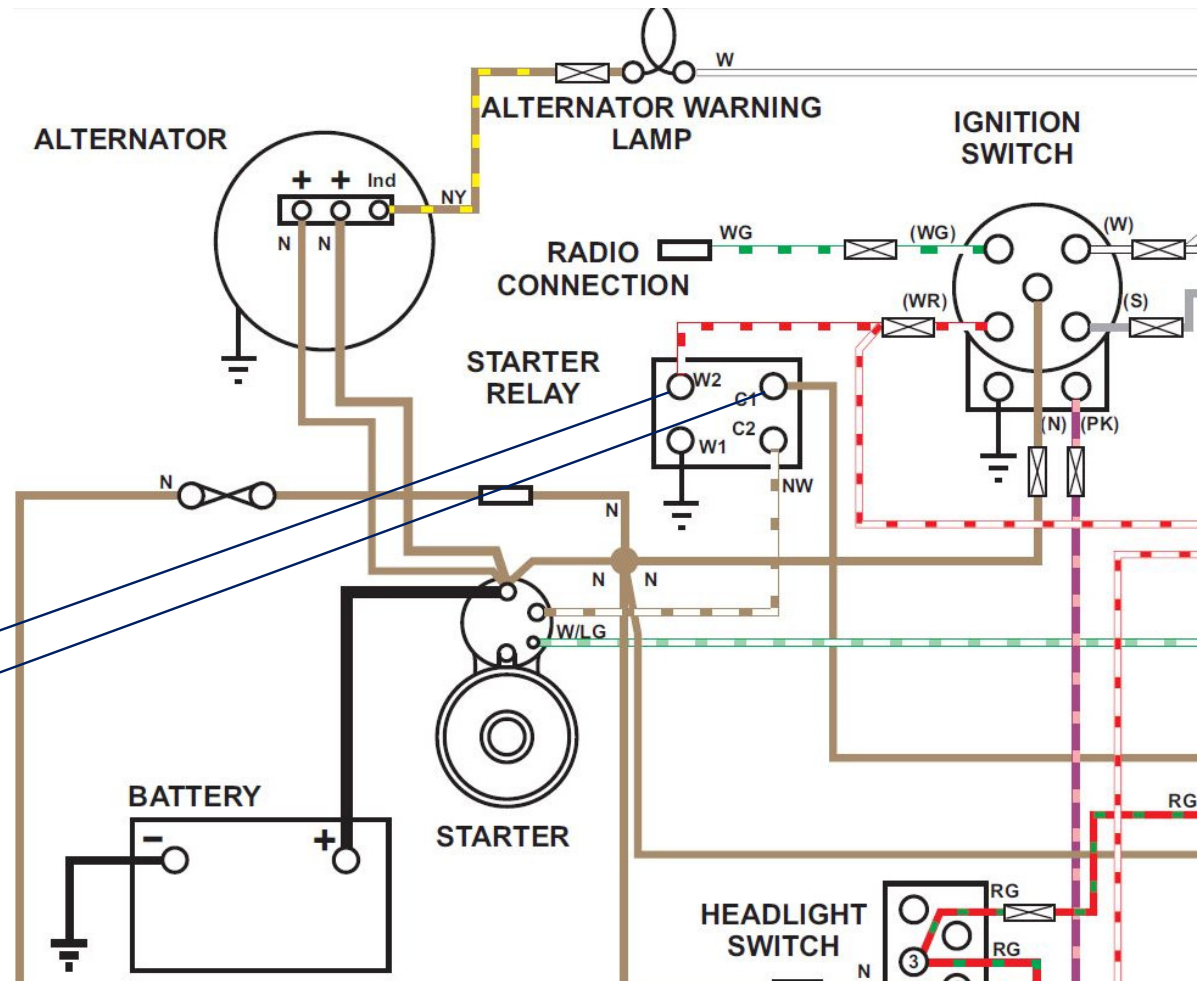 W
ALTERNATOR WARNING
LAMP
ALTERNATOR
IGNITION
SWITCH
+ + Ind
NY
N N
WG
(WG)
(W)
RADIO
CONNECTION
(WR)
(S)
STARTER
RELAY
W2
C1
C2
W1
(N)
(PK)
N
NW
N
N N
W/LG
BATTERY
- +
STARTER
RG
HEADLIGHT
SWITCH
RG
RG
3
N